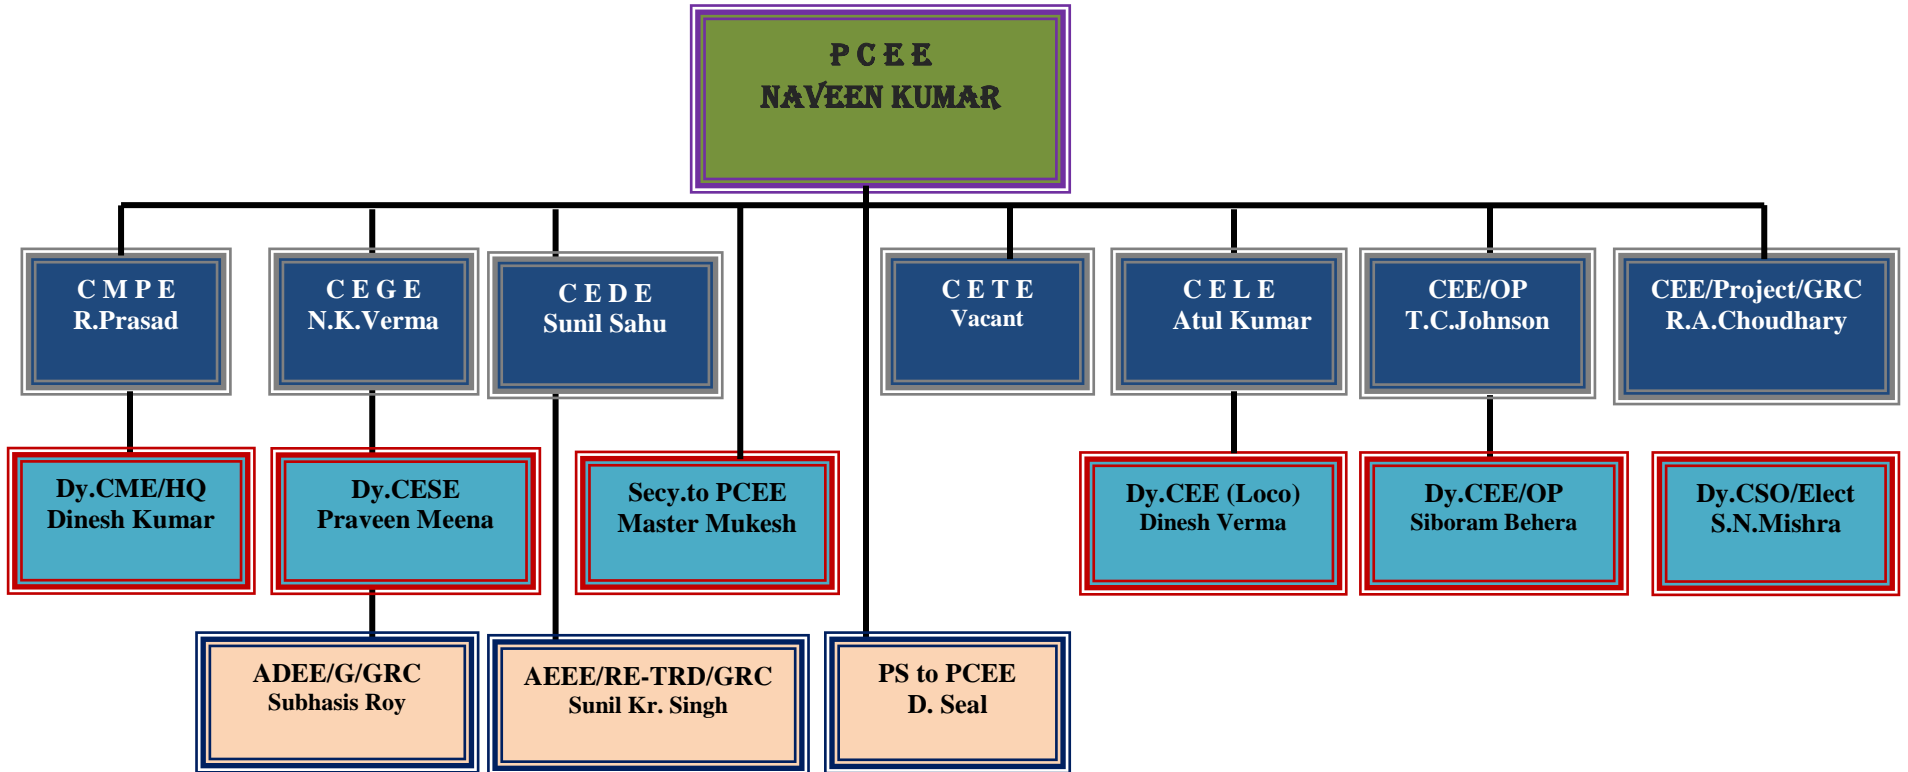 P C E E
NAVEEN KUMAR
C M P E
R.Prasad
C E G E
N.K.Verma
C E D E
Sunil Sahu
C E T E
Vacant
C E L E
Atul Kumar
CEE/OP
T.C.Johnson
CEE/Project/GRC
R.A.Choudhary
Dy.CME/HQ
Dinesh Kumar
Dy.CESE
Praveen Meena
Secy.to PCEE
Master Mukesh
Dy.CEE (Loco)
Dinesh Verma
Dy.CEE/OP
Siboram Behera
Dy.CSO/Elect
S.N.Mishra
ADEE/G/GRC
Subhasis Roy
AEEE/RE-TRD/GRC
Sunil Kr. Singh
PS to PCEE
D. Seal